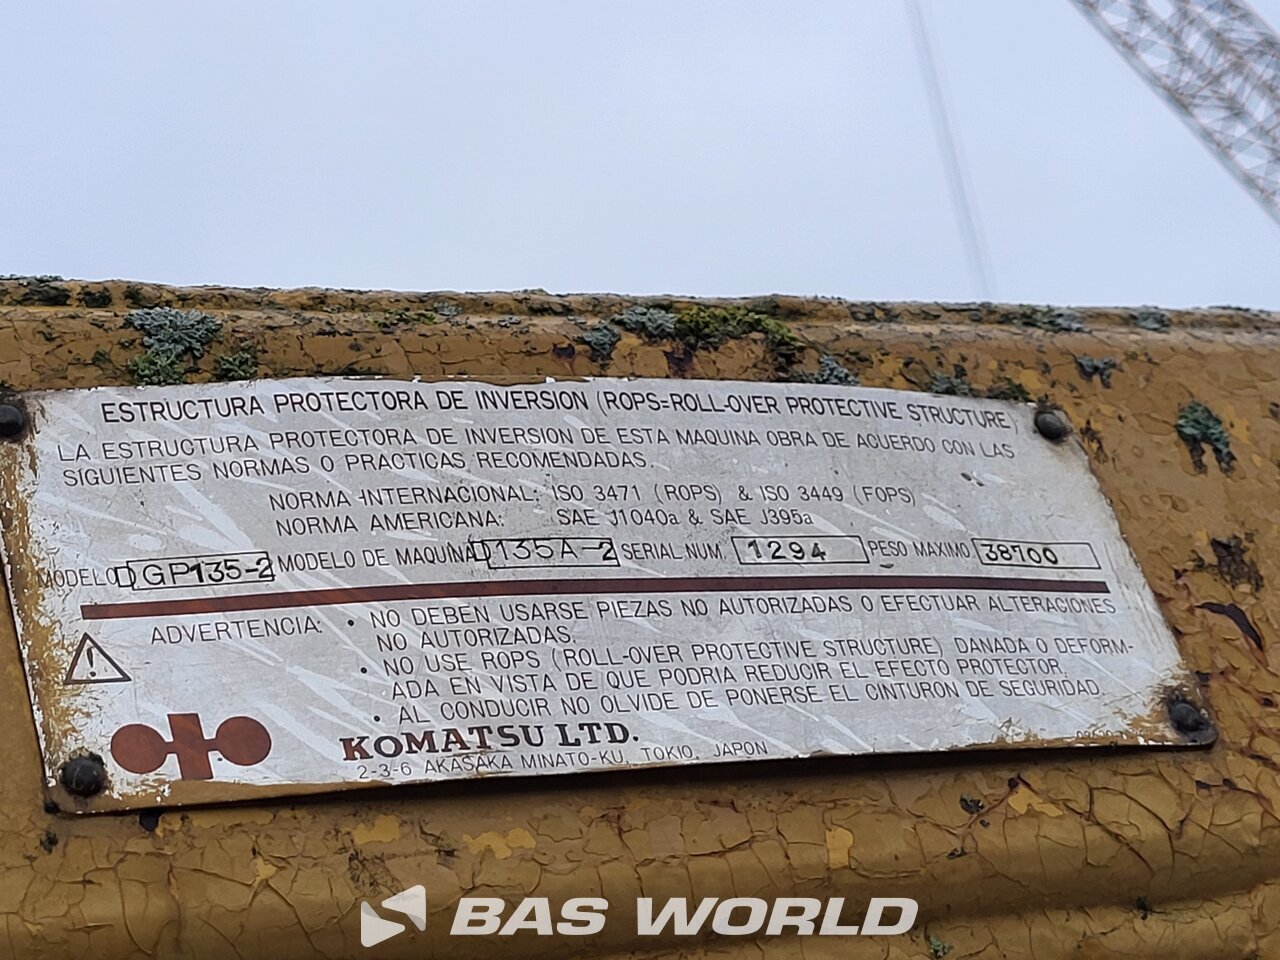 ESTRUCTURA PROTECTORA DE INVERSION (ROPS=ROLL-OVER PROTECTIVE STRUCTURE)
LA ESTRUCTURA PROTECTORA DE INVERSION DE ESTA MAQUINA OBRA DE ACUERDO CON LAS
SIGUIENTES NORMAS O PRACTICAS RECOMENDADAS.
NORMA INTERNACIONAL: ISO 3471 (ROPS) & ISO 3449 (FOPS)
NORMA AMERICANA: SAE J1040a & SAE J395a
MODELO DGP135-2 MODELO DE MAQUINA D135A-2 SERIAL NUM. 1294 PESO MAXIMO 38700
ADVERTENCIA: • NO DEBEN USARSE PIEZAS NO AUTORIZADAS O EFECTUAR ALTERACIONES
NO AUTORIZADAS.
• NO USE ROPS (ROLL-OVER PROTECTIVE STRUCTURE) DANADA O DEFORM-
ADA EN VISTA DE QUE PODRIA REDUCIR EL EFECTO PROTECTOR.
• AL CONDUCIR NO OLVIDE DE PONERSE EL CINTURON DE SEGURIDAD.
KOMATSU LTD.
2-3-6 AKASAKA MINATO-KU, TOKIO, JAPON
BAS WORLD